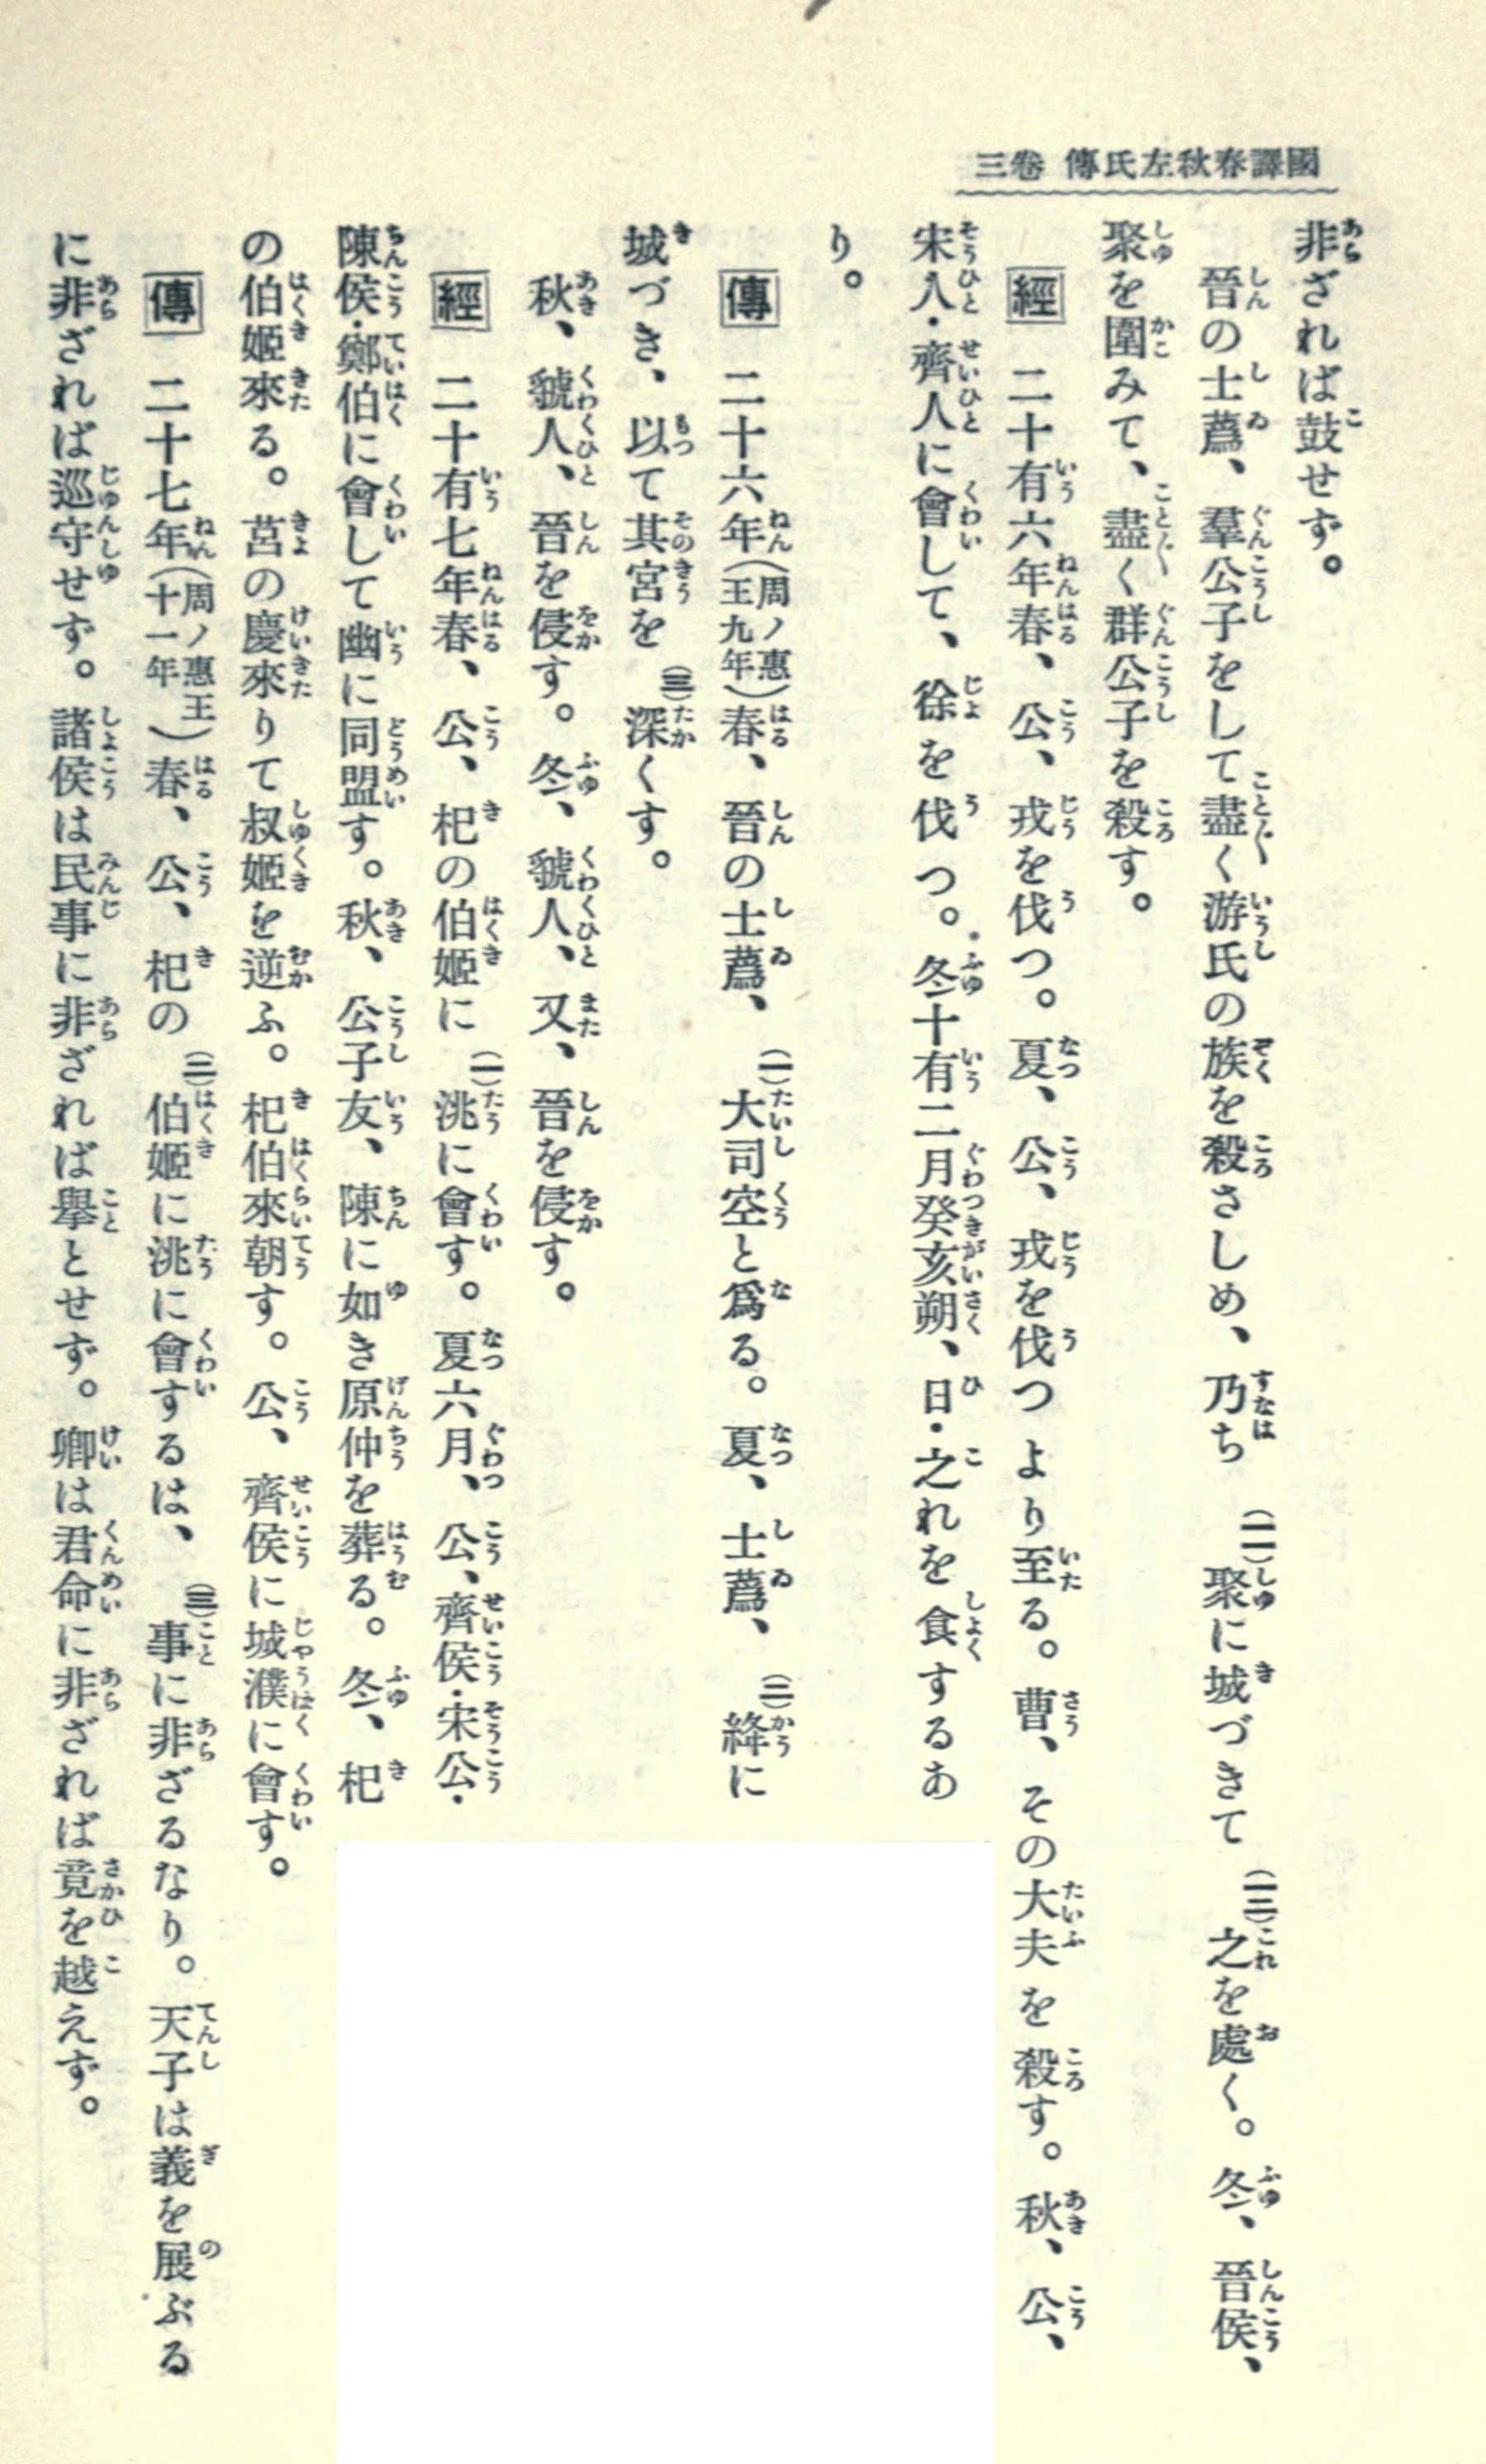 國譯春秋左氏傳 卷三
非ざれば鼓せず。
晉の士蔿、羣公子をして盡く游氏の族を殺さしめ、乃ち(一二)聚に城づきて(一三)之を處く。冬、晉侯、
聚を圍みて、盡く群公子を殺す。
經 二十有六年春、公、戎を伐つ。夏、公、戎を伐つより至る。曹、その大夫を殺す。秋、公、
宋人・齊人に會して、徐を伐つ。冬十有二月癸亥朔、日・之れを食するあ
り。
傳 二十六年(周ノ惠王九年)春、晉の士蔿、(一)大司空と爲る。夏、士蔿、(二)絳に
城づき、以て其宮を(三)深くす。
秋、虢人、晉を侵す。冬、虢人、又、晉を侵す。
經 二十有七年春、公、杞の伯姬に(一)洮に會す。夏六月、公、齊侯・宋公・
陳侯・鄭伯に會して幽に同盟す。秋、公子友、陳に如き原仲を葬る。冬、杞
の伯姬來る。莒の慶來りて叔姬を逆ふ。杞伯來朝す。公、齊侯に城濮に會す。
傳 二十七年(周ノ惠王十一年)春、公、杞の(二)伯姬に洮に會するは、(三)事に非ざるなり。天子は義を展ぶる
に非ざれば巡守せず。諸侯は民事に非ざれば擧とせず。卿は君命に非ざれば竟を越えず。